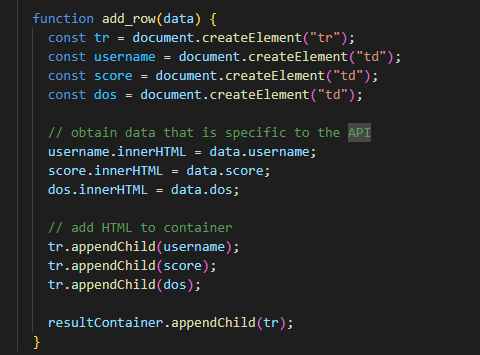 function add_row(data) {
const tr = document.createElement("tr");
const username = document.createElement("td");
const score = document.createElement("td");
const dos = document.createElement("td");
// obtain data that is specific to the API
username.innerHTML = data.username;
score.innerHTML = data.score;
dos.innerHTML = data.dos;
// add HTML to container
tr.appendChild(username);
tr.appendChild(score);
tr.appendChild(dos);
resultContainer.appendChild(tr);
}